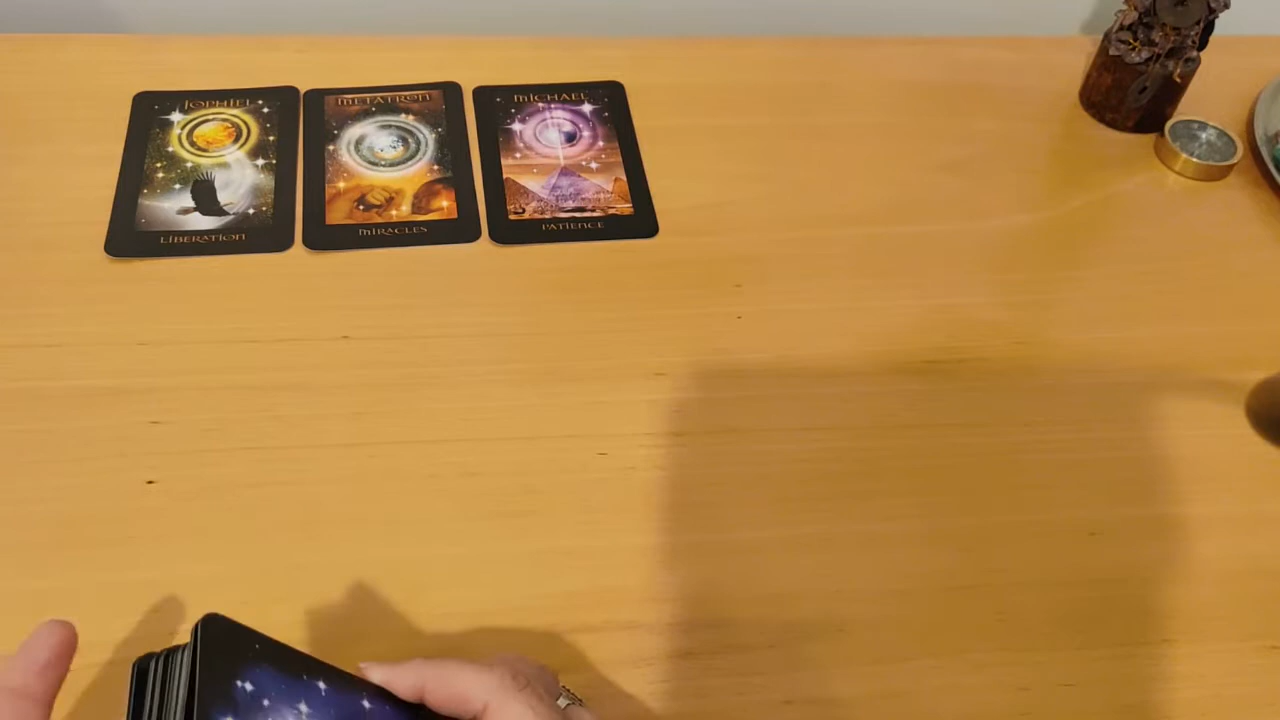 JOPHIEL
LIBERATION
METATRON
MIRACLES
MICHAEL
PATIENCE